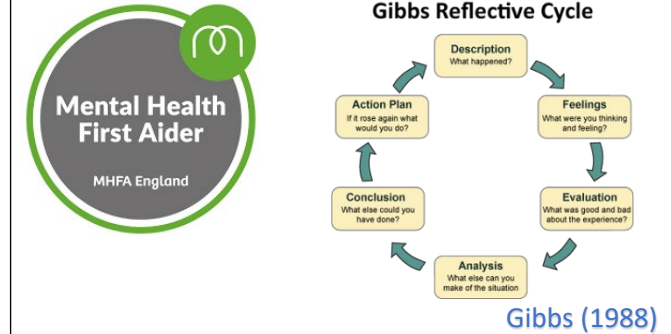 Mental Health
First Aider
MHFA England
Gibbs Reflective Cycle
Description
What happened?
Feelings
What were you thinking
and feeling?
Evaluation
What was good and bad
about the experience?
Analysis
What else can you
make of the situation
Conclusion
What else could you
have done?
Action Plan
If it rose again what
would you do?
Gibbs (1988)